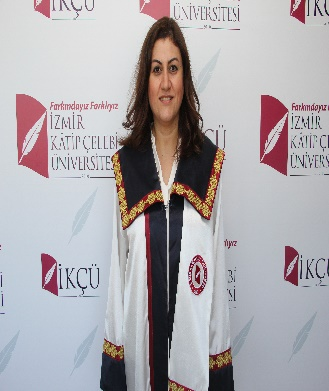 İKÇÜ
ÜNİVERSİTESİ
Farkındayız Farklıyız
İZMİR
KÂTİP ÇELEBİ
ÜNİVERSİTESİ
İKÇÜ
Farkındayız Farklıyız
İZMİR
KÂTİP ÇELEBİ
ÜNİVERSİTESİ
Farkındayız
İKÇÜ
İKÇÜ